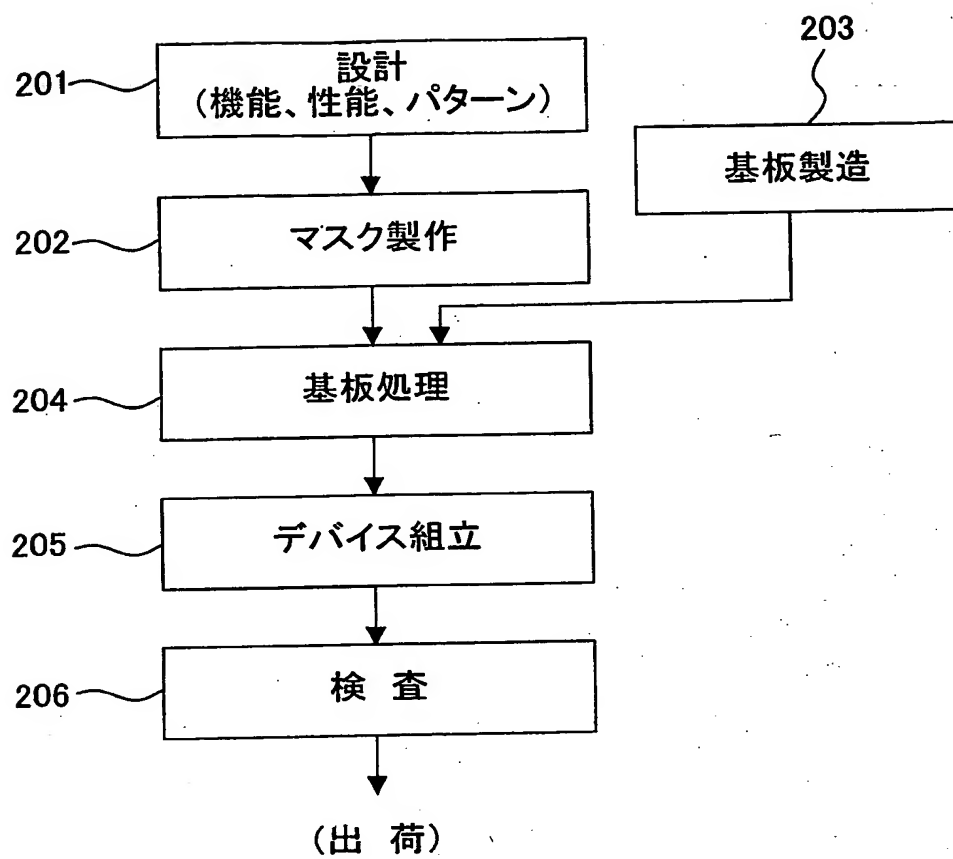 203
201
設計
(機能、性能、パターン)
基板製造
202
マスク製作
204
基板処理
205
デバイス組立
206
検 査
(出 荷)